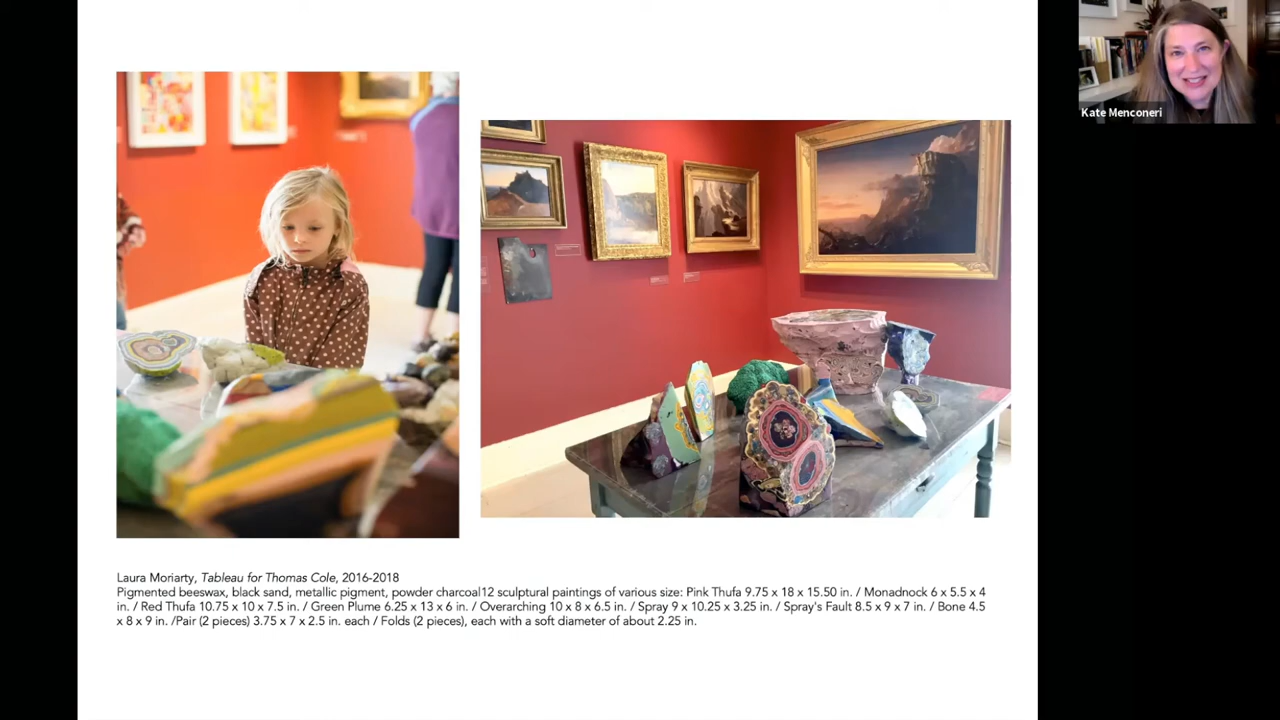 Kate Menconeri
Laura Moriarty, Tableau for Thomas Cole, 2016-2018
Pigmented beeswax, black sand, metallic pigment, powder charcoal12 sculptural paintings of various size: Pink Thufa 9.75 x 18 x 15.50 in. / Monadnock 6 x 5.5 x 4
in. / Red Thufa 10.75 x 10 x 7.5 in. / Green Plume 6.25 x 13 x 6 in. / Overarching 10 x 8 x 6.5 in. / Spray 9 x 10.25 x 3.25 in. / Spray's Fault 8.5 x 9 x 7 in. / Bone 4.5
x 8 x 9 in. /Pair (2 pieces) 3.75 x 7 x 2.5 in. each / Folds (2 pieces), each with a soft diameter of about 2.25 in.